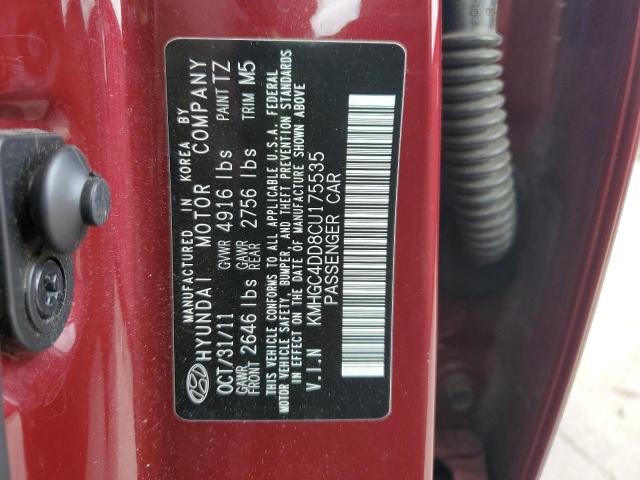 MANUFACTURED IN KOREA BY
HYUNDAI MOTOR COMPANY
OCT/31/11 GVWR 4916 lbs PAINT TZ
GAWR FRONT 2646 lbs GAWR REAR 2756 lbs TRIM M5
THIS VEHICLE CONFORMS TO ALL APPLICABLE U.S.A. FEDERAL
MOTOR VEHICLE SAFETY, BUMPER, AND THEFT PREVENTION STANDARDS
IN EFFECT ON THE DATE OF MANUFACTURE SHOWN ABOVE
V.I.N KMHGC4DD8CU175535
PASSENGER CAR